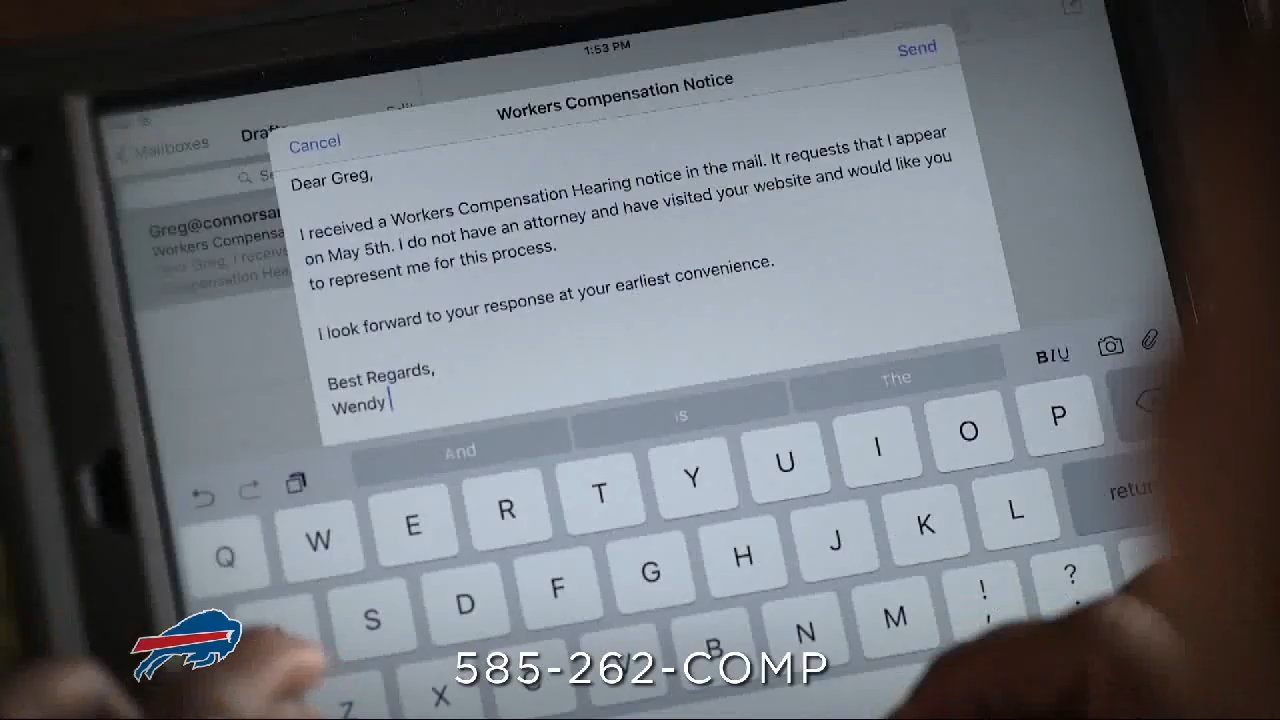 1:53 PM
Mailboxes
Cancel
Workers Compensation Notice
Send
Dear Greg,
I received a Workers Compensation Hearing notice in the mail. It requests that I appear
on May 5th. I do not have an attorney and have visited your website and would like you
to represent me for this process.
I look forward to your response at your earliest convenience.
Best Regards,
Wendy
Workers
And
is
The
BIU
Q W E R T Y U I O P
S D F G H J K L
Z X B N M ! , ? .
585-262-COMP